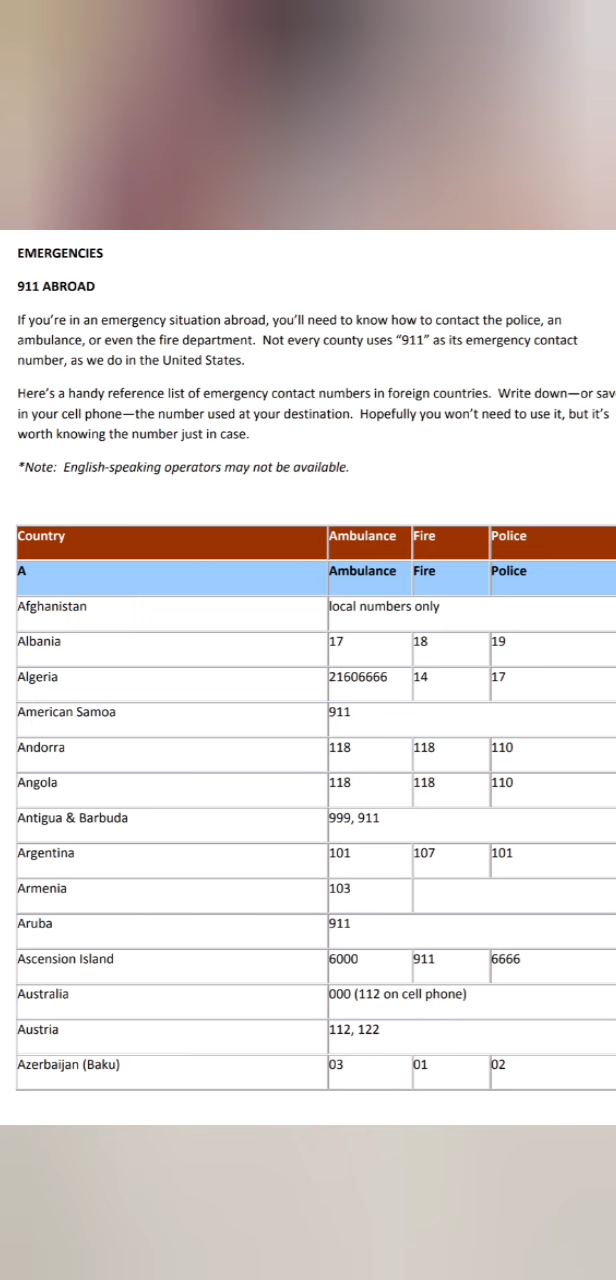 EMERGENCIES
911 ABROAD
If you're in an emergency situation abroad, you'll need to know how to contact the police, an
ambulance, or even the fire department.  Not every county uses "911" as its emergency contact
number, as we do in the United States.
Here's a handy reference list of emergency contact numbers in foreign countries.  Write down—or sav
in your cell phone—the number used at your destination.  Hopefully you won't need to use it, but it's
worth knowing the number just in case.
*Note:  English-speaking operators may not be available.
Country Ambulance Fire Police
A Ambulance Fire Police
Afghanistan local numbers only
Albania 17 18 19
Algeria 21606666 14 17
American Samoa 911
Andorra 118 118 110
Angola 118 118 110
Antigua & Barbuda 999, 911
Argentina 101 107 101
Armenia 103
Aruba 911
Ascension Island 6000 911 6666
Australia 000 (112 on cell phone)
Austria 112, 122
Azerbaijan (Baku) 03 01 02